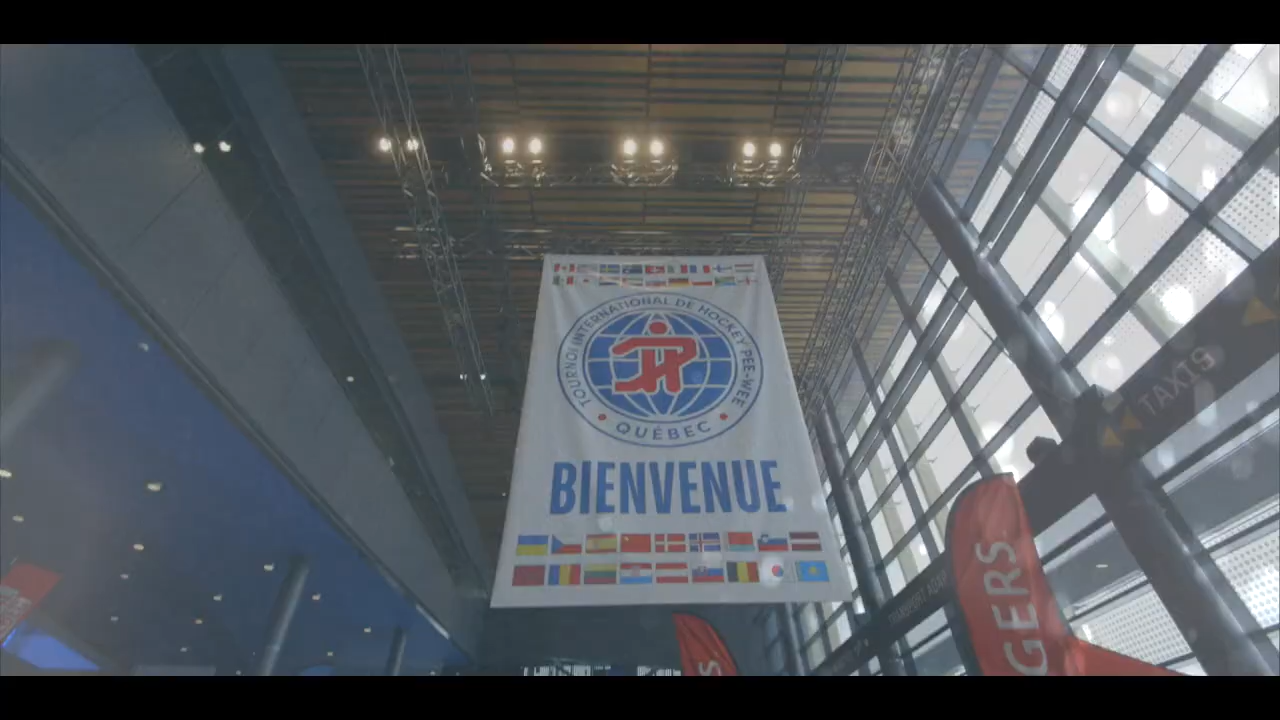 TOURNOI INTERNATIONAL DE HOCKEY PEE-WEE
QUÉBEC
BIENVENUE
TAXIS
GERS
S